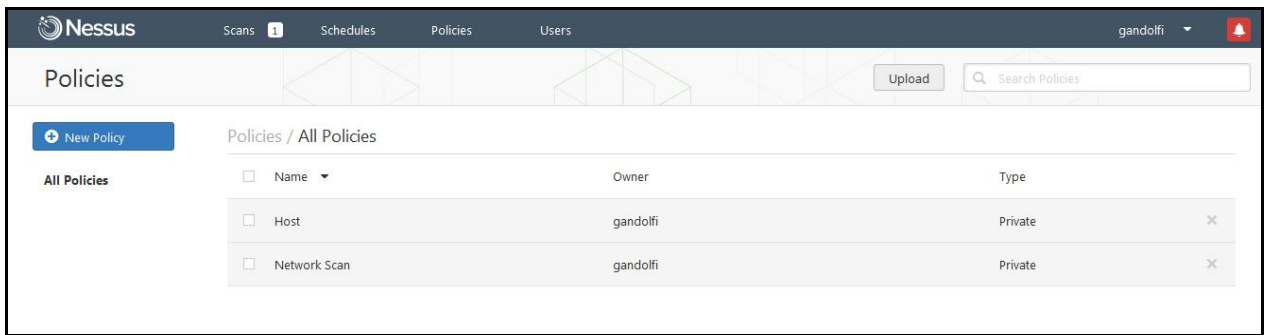 Nessus Scans 1 Schedules Policies Users gandolfi
Policies Upload Search Policies
New Policy Policies / All Policies
All Policies Name Owner Type
Host gandolfi Private
Network Scan gandolfi Private